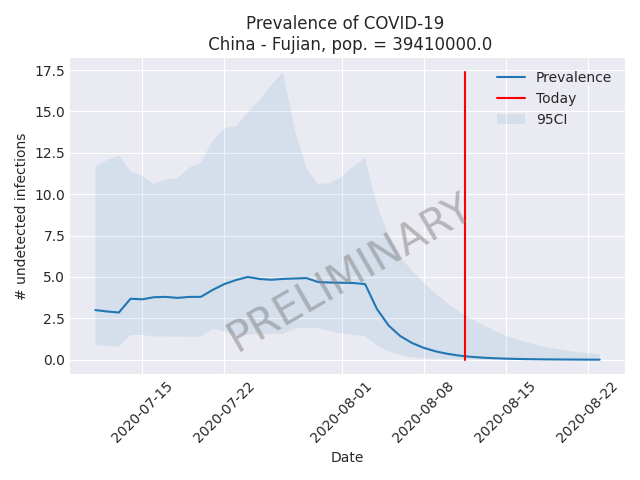 Prevalence of COVID-19
China - Fujian, pop. = 39410000.0
# undetected infections
17.5
15.0
12.5
10.0
7.5
5.0
2.5
0.0
Prevalence
Today
95CI
PRELIMINARY
2020-07-15
2020-07-22
2020-08-01
2020-08-08
2020-08-15
2020-08-22
Date